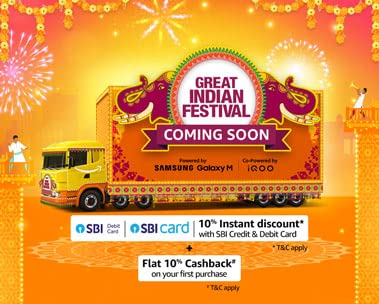 GREAT
INDIAN
FESTIVAL
COMING SOON
Powered by
SAMSUNG Galaxy M
Co-Powered by
iQOO
SBI Debit Card
SBI card
10% Instant discount*
with SBI Credit & Debit Card
+
* T&C apply
Flat 10% Cashback#
on your first purchase
† T&C apply